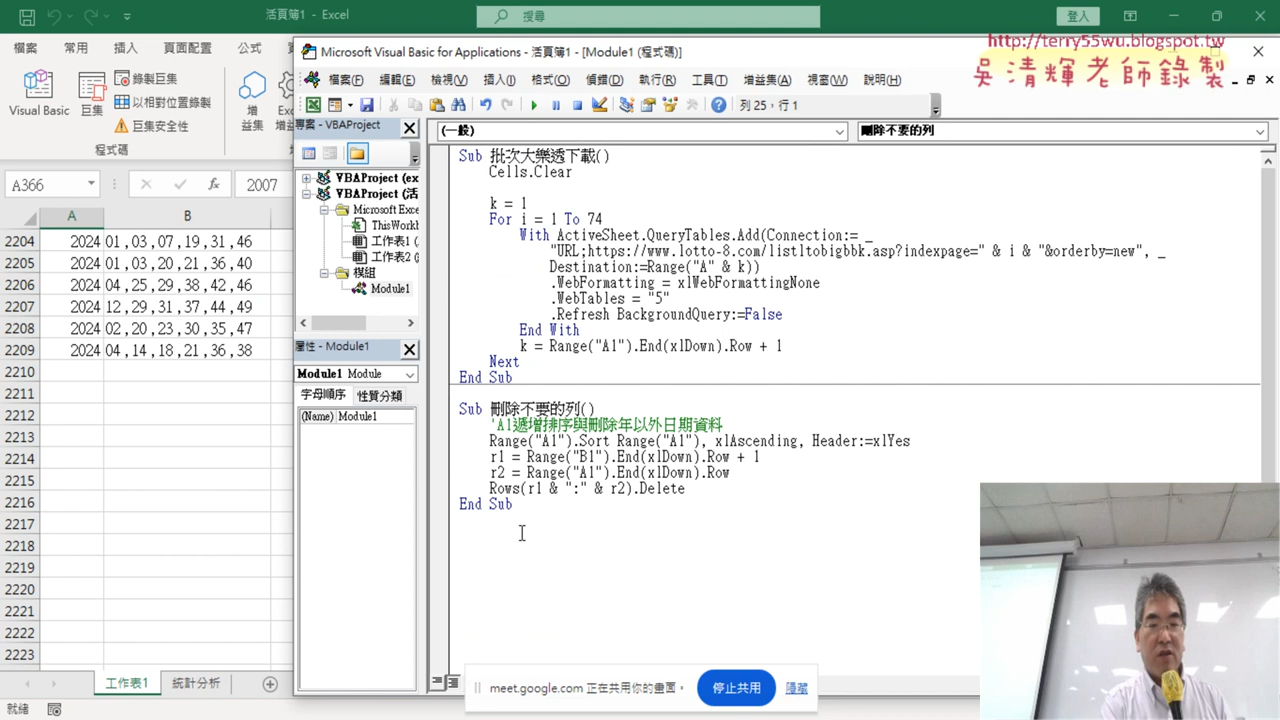 活頁簿1 - Excel
搜尋
登入
檔案 常用 插入 頁面配置 公式
Visual Basic
巨集
錄製巨集
以相對位置錄製
巨集安全性
增益集
程式碼
A366
fx 2007
A B
2204 2024 01,03,07,19,31,46
2205 2024 01,03,20,21,36,40
2206 2024 04,25,29,38,42,46
2207 2024 12,29,31,37,44,49
2208 2024 02,20,23,30,35,47
2209 2024 04,14,18,21,36,38
2210
2211
2212
2213
2214
2215
2216
2217
2218
2219
2220
2221
2222
2223
工作表1 統計分析
就緒
Microsoft Visual Basic for Applications - 活頁簿1 - [Module1 (程式碼)]
http://terry55wu.blogspot.tw
吳清輝老師錄製
檔案(F) 編輯(E) 檢視(V) 插入(I) 格式(O) 偵錯(D) 執行(R) 工具(T) 增益集(A) 視窗(W) 說明(H)
列 25，行 1
專案 - VBAProject
VBAProject (ex
VBAProject (活
Microsoft Exce
ThisWorkb
工作表1 (
工作表2 (
模組
Module1
屬性 - Module1
Module1 Module
字母順序 性質分類
(Name) Module1
(一般) 刪除不要的列
Sub 批次大樂透下載()
Cells.Clear
k = 1
For i = 1 To 74
With ActiveSheet.QueryTables.Add(Connection:= _
"URL;https://www.lotto-8.com/listltobigbbk.asp?indexpage=" & i & "&orderby=new", _
Destination:=Range("A" & k))
.WebFormatting = xlWebFormattingNone
.WebTables = "5"
.Refresh BackgroundQuery:=False
End With
k = Range("A1").End(xlDown).Row + 1
Next
End Sub
Sub 刪除不要的列()
'A1遞增排序與刪除年以外日期資料
Range("A1").Sort Range("A1"), xlAscending, Header:=xlYes
r1 = Range("B1").End(xlDown).Row + 1
r2 = Range("A1").End(xlDown).Row
Rows(r1 & ":" & r2).Delete
End Sub
meet.google.com 正在共用你的畫面。 停止共用 隱藏